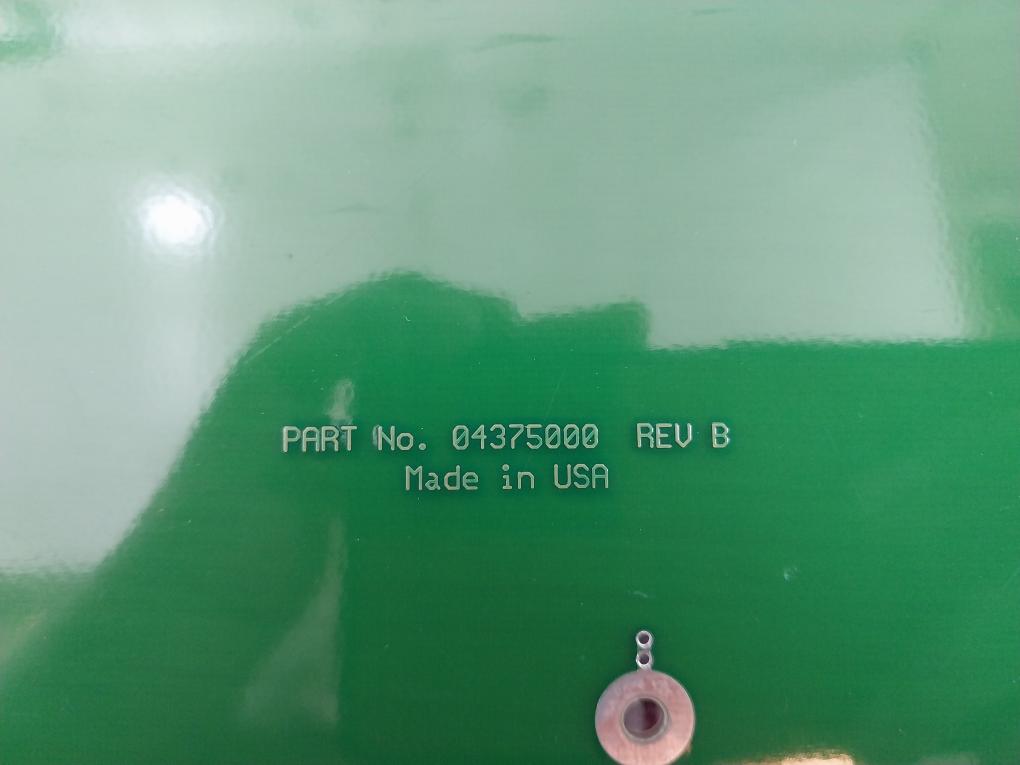 PART No. 04375000 REV B
Made in USA